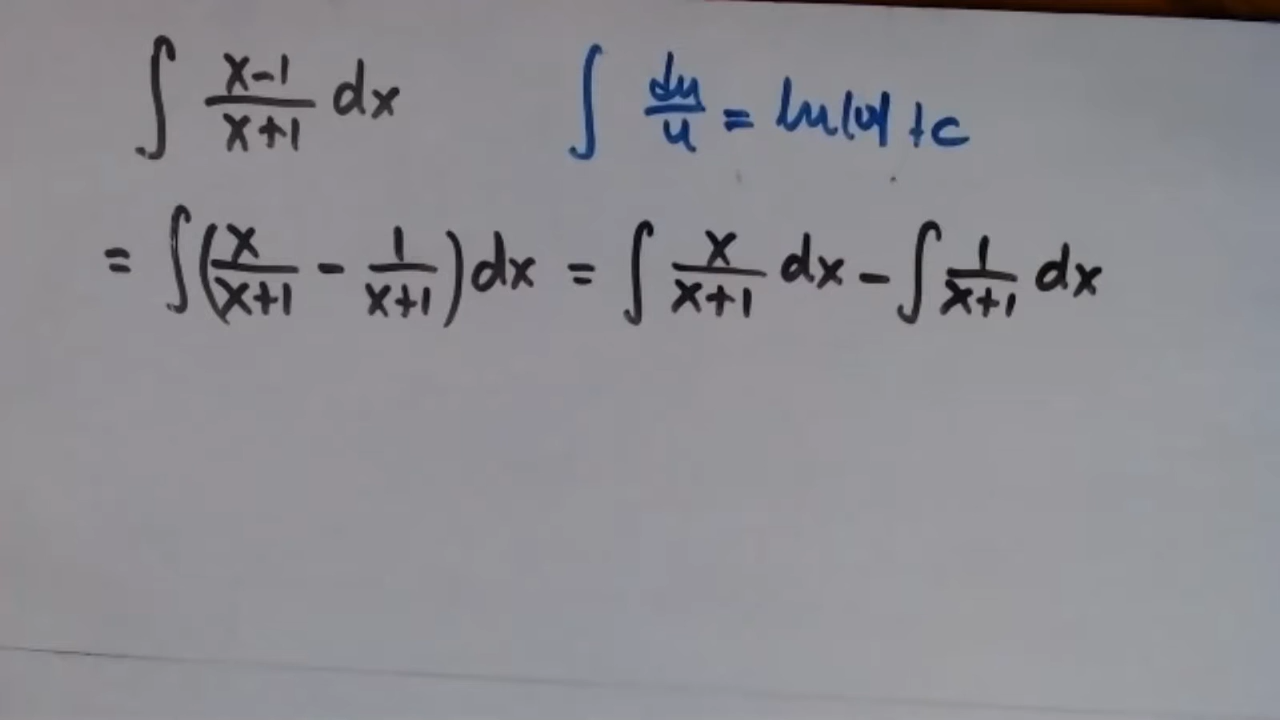 ∫ x-1/x+1 dx ∫ du/u = ln|u| + c
= ∫(x/x+1 - 1/x+1)dx = ∫ x/x+1 dx - ∫ 1/x+1 dx